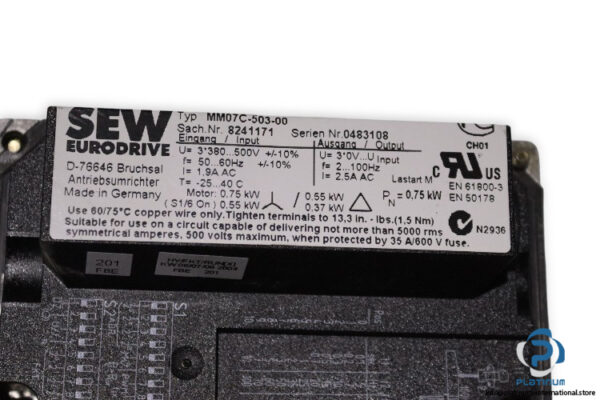 SEW
EURODRIVE
D-76646 Bruchsal
Antriebsumrichter
Made in Germany
Typ MM07C-503-00
Sach.Nr. 8241171 Serien Nr.0483108
Eingang / Input Ausgang / Output
U= 3*380...500V +/-10% U= 3*0V...U Input
f= 50...60Hz +/-10% f= 2...100Hz
I= 1.9A AC I= 2.5A AC
T= -25...40 C Lastart M
Motor: 0.75 kW / 0.55 kW P N = 0,75 kW
( S1/6 On ) 0.55 kW / 0.37 kW
CH01
C UL US
EN 61800-3
EN 50178
N2936
Use 60/75°C copper wire only.Tighten terminals to 13,3 in. - lbs.(1,5 Nm)
Suitable for use on a circuit capable of delivering not more than 5000 rms
symmetrical amperes, 500 volts maximum, when protected by 35 A/600 V fuse.
201
FBE
FBE 201
S1
S2
PLATINUM